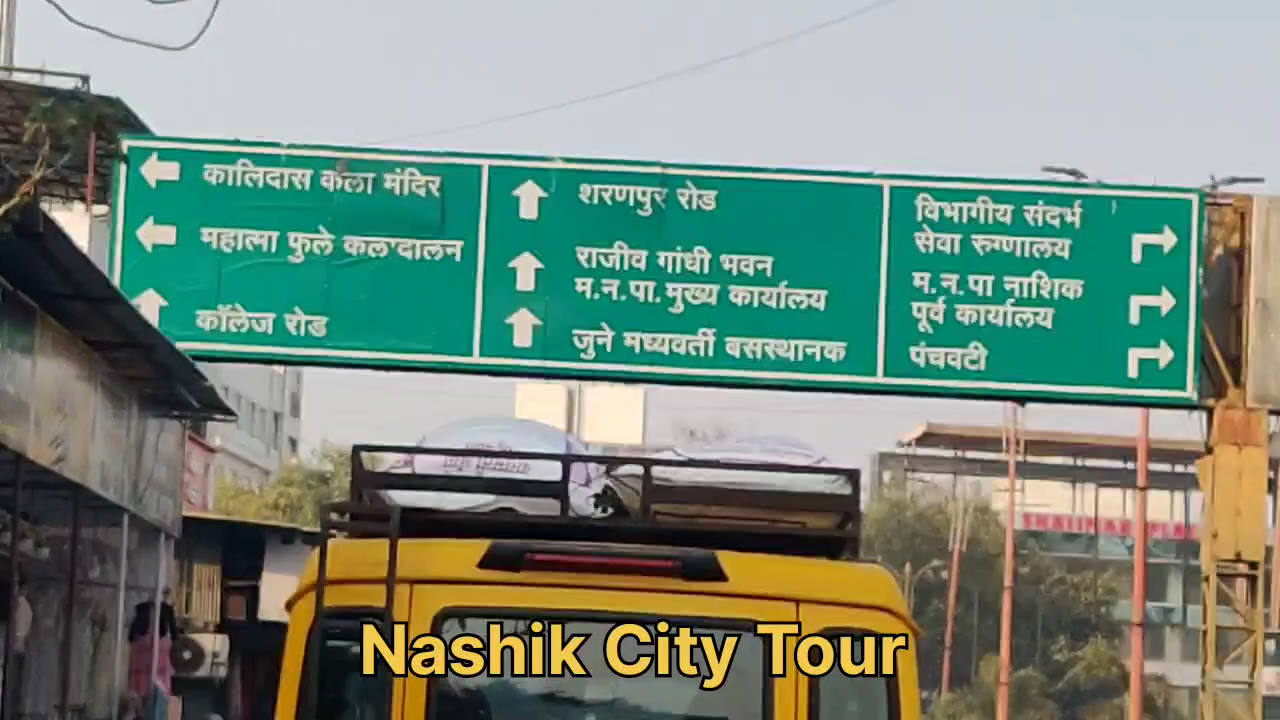 कालिदास कला मंदिर
महात्मा फुले कलादालन
कॉलेज रोड
शरणपुर रोड
राजीव गांधी भवन
म.न.पा.मुख्य कार्यालय
जुने मध्यवर्ती बसस्थानक
विभागीय संदर्भ
सेवा रुग्णालय
म.न.पा नाशिक
पूर्व कार्यालय
पंचवटी
Nashik City Tour